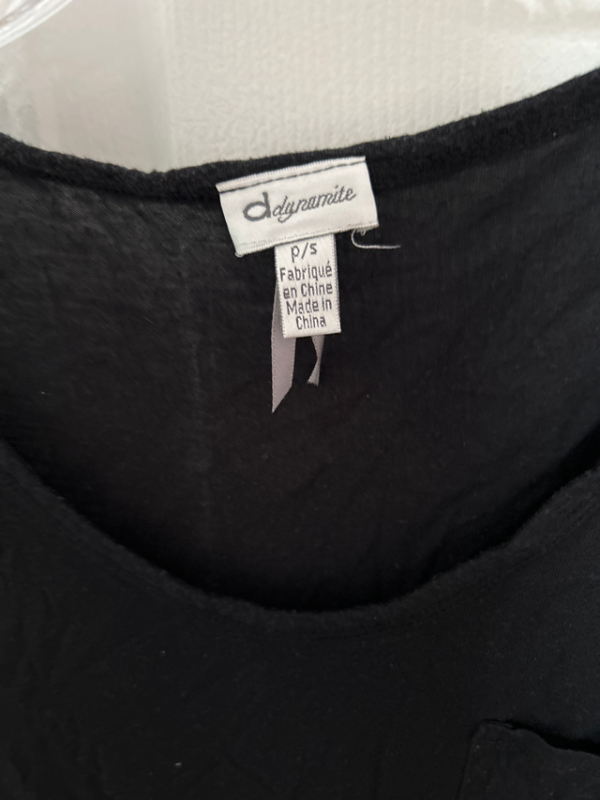 d dynamite
p/s
Fabriqué
en Chine
Made in
China